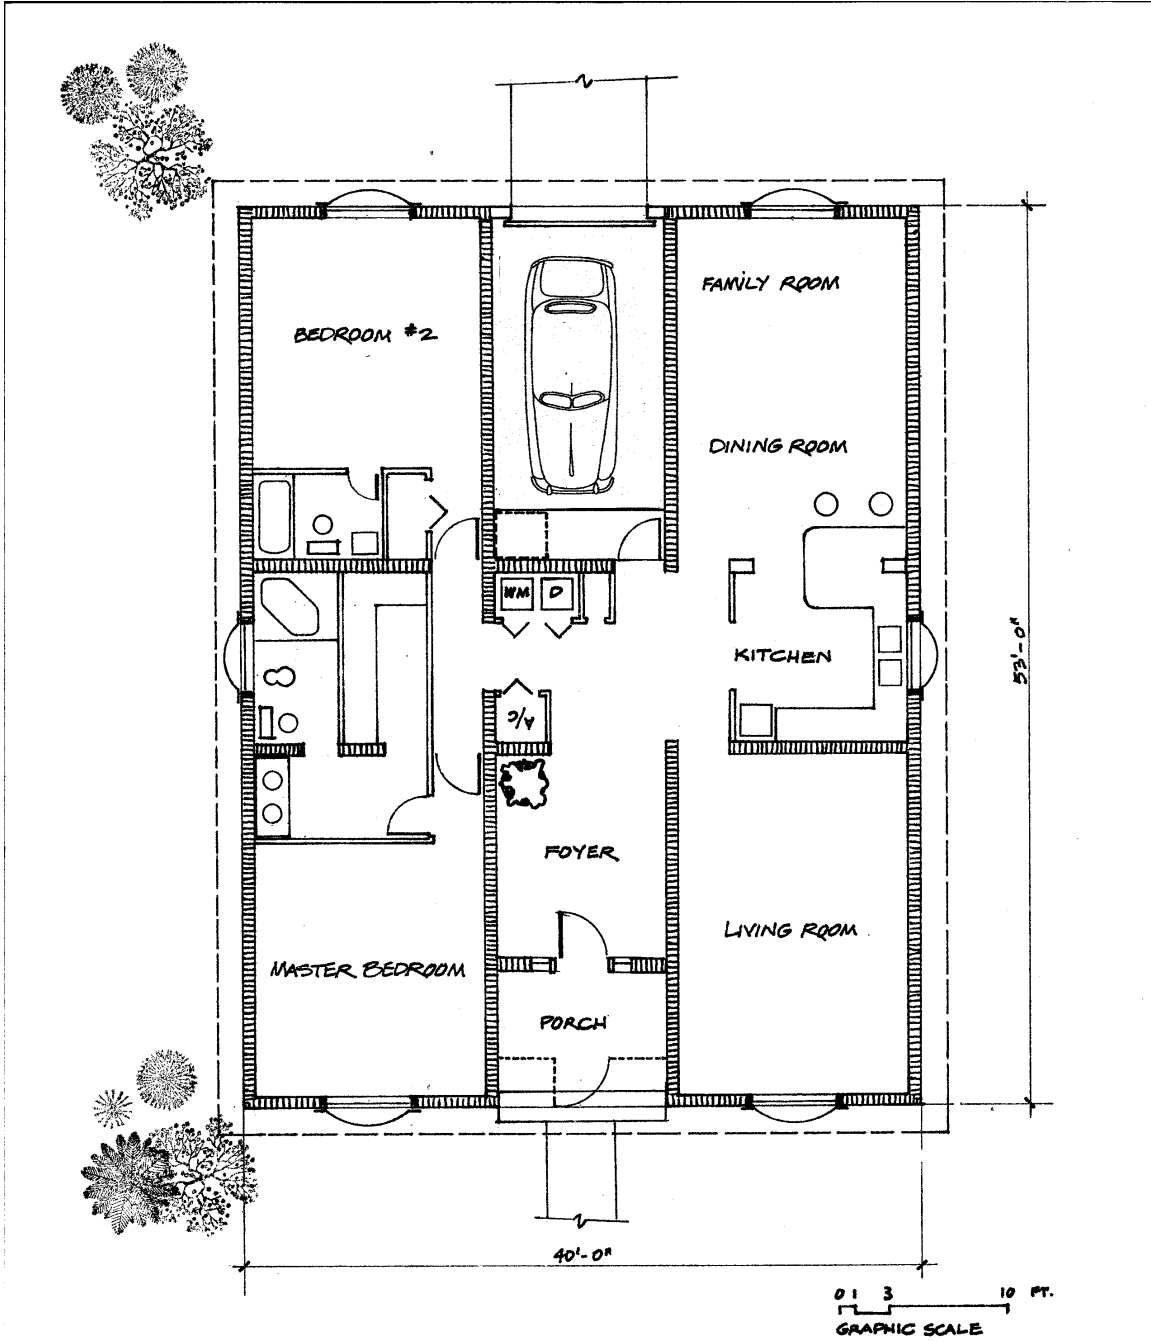 FAMILY ROOM
BEDROOM #2
DINING ROOM
WM D
KITCHEN
53'-0"
A/C
FOYER
LIVING ROOM
MASTER BEDROOM
PORCH
40'-0"
0 1 3 10 FT.
GRAPHIC SCALE